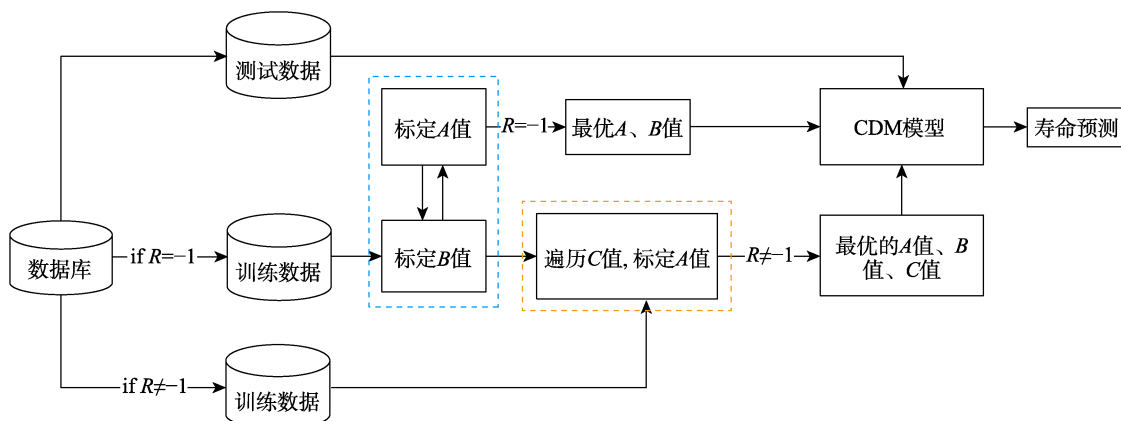 测试数据
标定A值
R=−1
最优A、B值
CDM模型
寿命预测
数据库
if R=−1
训练数据
标定B值
遍历C值, 标定A值
R≠−1
最优的A值、B
值、C值
if R≠−1
训练数据